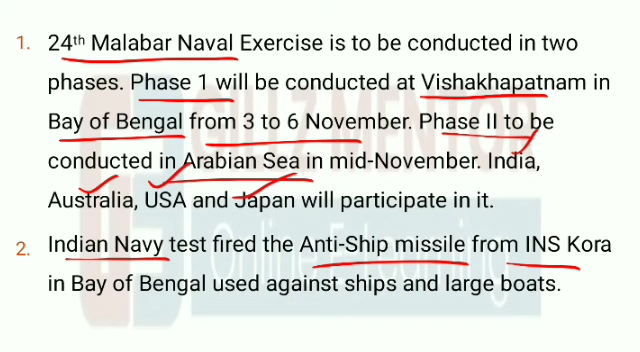 1. 24th Malabar Naval Exercise is to be conducted in two
phases. Phase 1 will be conducted at Vishakhapatnam in
Bay of Bengal from 3 to 6 November. Phase II to be
conducted in Arabian Sea in mid-November. India,
Australia, USA and Japan will participate in it.
2. Indian Navy test fired the Anti-Ship missile from INS Kora
in Bay of Bengal used against ships and large boats.